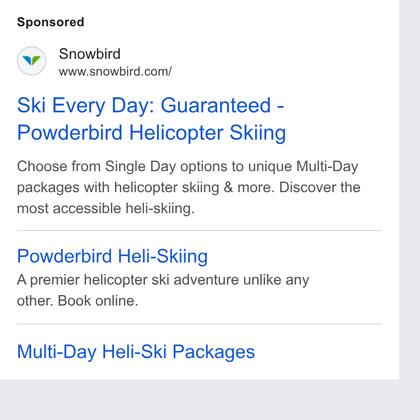 Sponsored
Snowbird
www.snowbird.com/
Ski Every Day: Guaranteed -
Powderbird Helicopter Skiing
Choose from Single Day options to unique Multi-Day
packages with helicopter skiing & more. Discover the
most accessible heli-skiing.
Powderbird Heli-Skiing
A premier helicopter ski adventure unlike any
other. Book online.
Multi-Day Heli-Ski Packages